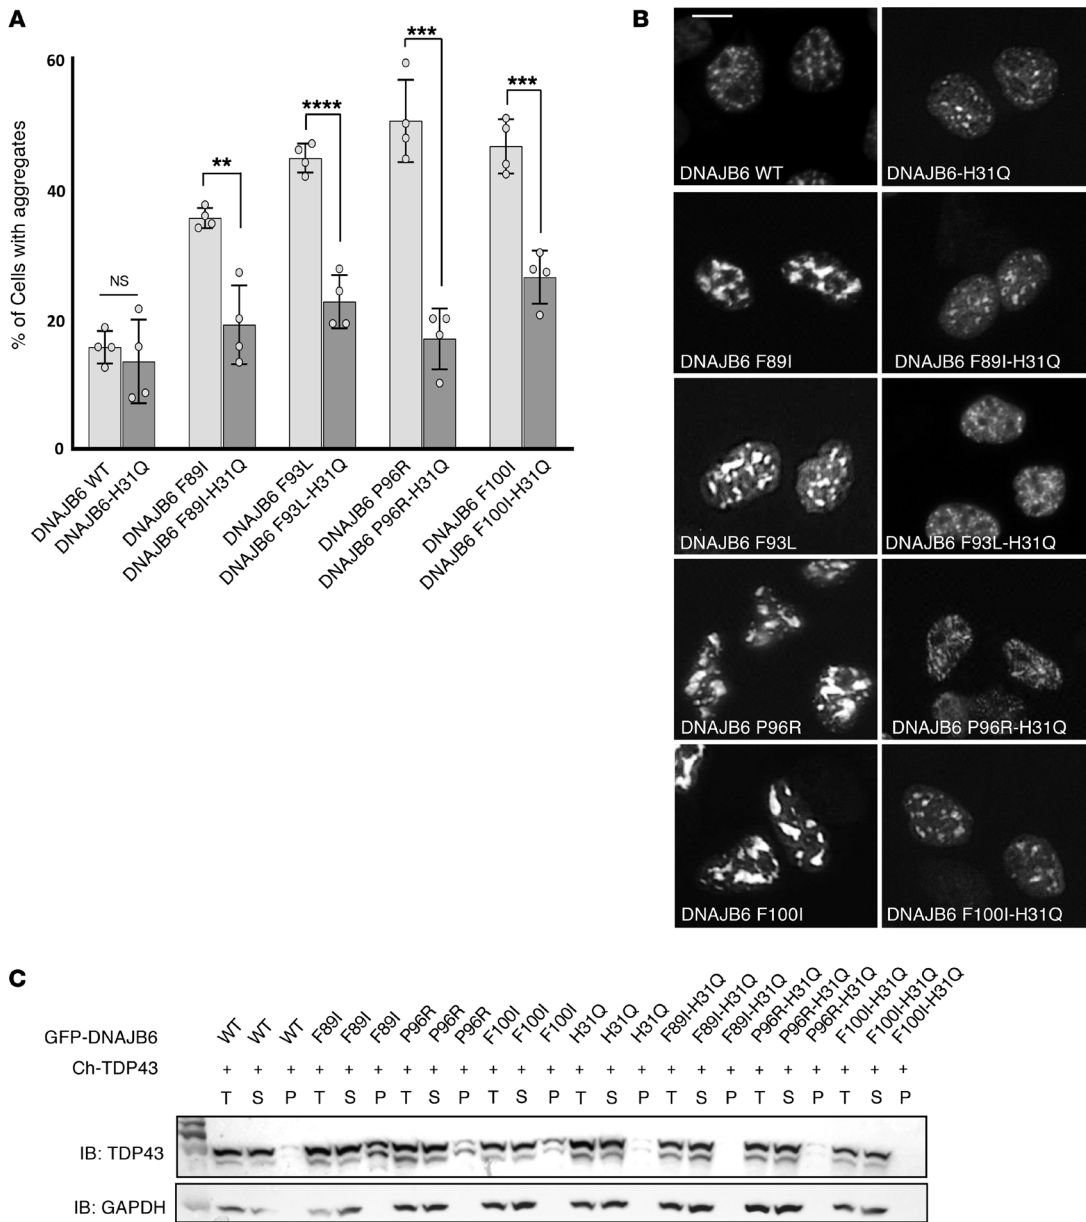 A
B
% of Cells with aggregates
60
40
20
0
NS
**
****
***
***
DNAJB6 WT
DNAJB6-H31Q
DNAJB6 F89I
DNAJB6 F89I-H31Q
DNAJB6 F93L
DNAJB6 F93L-H31Q
DNAJB6 P96R
DNAJB6 P96R-H31Q
DNAJB6 F100I
DNAJB6 F100I-H31Q
DNAJB6 WT
DNAJB6-H31Q
DNAJB6 F89I
DNAJB6 F89I-H31Q
DNAJB6 F93L
DNAJB6 F93L-H31Q
DNAJB6 P96R
DNAJB6 P96R-H31Q
DNAJB6 F100I
DNAJB6 F100I-H31Q
C
GFP-DNAJB6 WT WT WT F89I F89I F89I P96R P96R P96R F100I F100I F100I H31Q H31Q H31Q F89I-H31Q F89I-H31Q F89I-H31Q P96R-H31Q P96R-H31Q P96R-H31Q F100I-H31Q F100I-H31Q F100I-H31Q
Ch-TDP43 + + + + + + + + + + + + + + + + + + + + + + + +
T S P T S P T S P T S P T S P T S P T S P T S P
IB: TDP43
IB: GAPDH